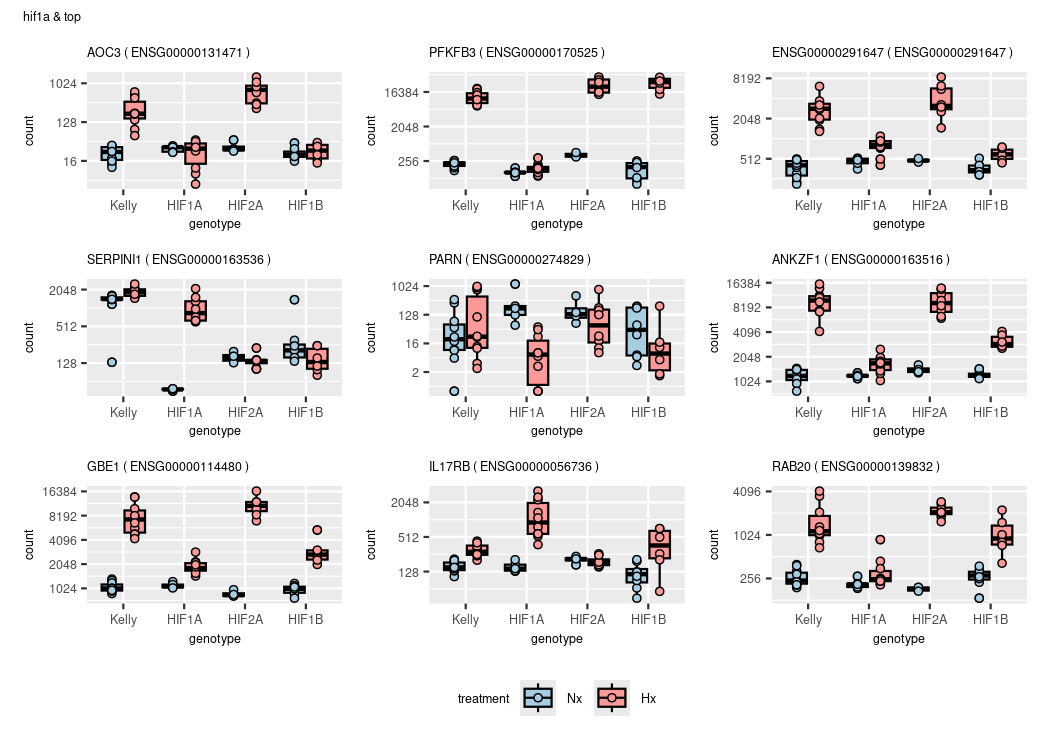 hif1a & top
AOC3 ( ENSG00000131471 )
PFKFB3 ( ENSG00000170525 )
ENSG00000291647 ( ENSG00000291647 )
count
1024
128
16
Kelly HIF1A HIF2A HIF1B
genotype
count
16384
2048
256
Kelly HIF1A HIF2A HIF1B
genotype
count
8192
2048
512
Kelly HIF1A HIF2A HIF1B
genotype
SERPINI1 ( ENSG00000163536 )
PARN ( ENSG00000274829 )
ANKZF1 ( ENSG00000163516 )
count
2048
512
128
Kelly HIF1A HIF2A HIF1B
genotype
count
1024
128
16
2
Kelly HIF1A HIF2A HIF1B
genotype
count
16384
8192
4096
2048
1024
Kelly HIF1A HIF2A HIF1B
genotype
GBE1 ( ENSG00000114480 )
IL17RB ( ENSG00000056736 )
RAB20 ( ENSG00000139832 )
count
16384
8192
4096
2048
1024
Kelly HIF1A HIF2A HIF1B
genotype
count
2048
512
128
Kelly HIF1A HIF2A HIF1B
genotype
count
4096
1024
256
Kelly HIF1A HIF2A HIF1B
genotype
treatment Nx Hx